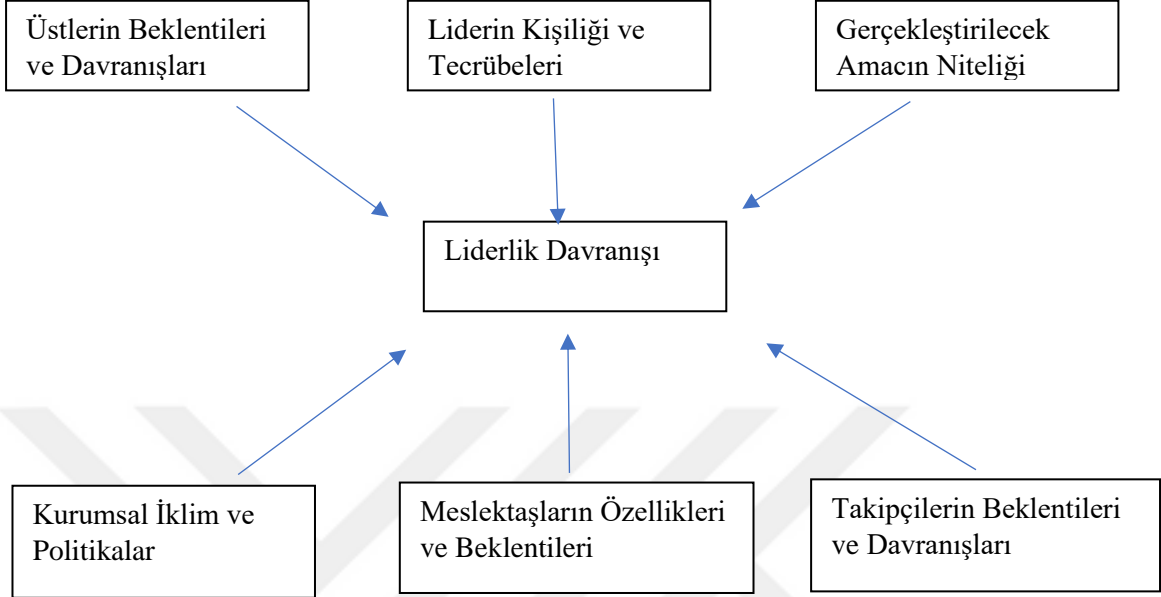 Üstlerin Beklentileri
ve Davranışları
Liderin Kişiliği ve
Tecrübeleri
Gerçekleştirilecek
Amacın Niteliği
Liderlik Davranışı
Kurumsal İklim ve
Politikalar
Meslektaşların Özellikleri
ve Beklentileri
Takipçilerin Beklentileri
ve Davranışları